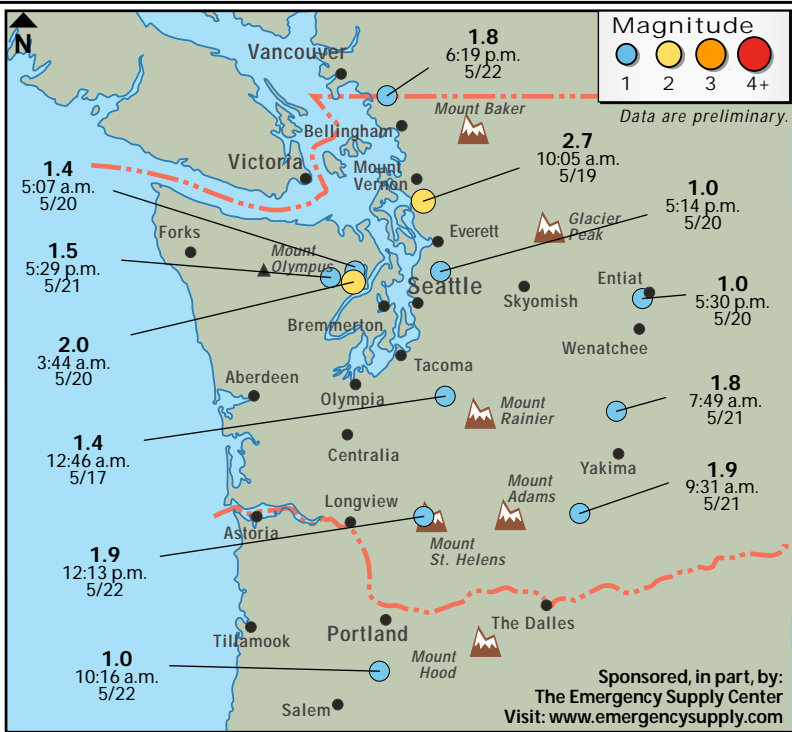 N
Magnitude
1 2 3 4+
Data are preliminary.
Vancouver
1.8
6:19 p.m.
5/22
Mount Baker
Bellingham
2.7
10:05 a.m.
5/19
Victoria
Mount
Vernon
1.4
5:07 a.m.
5/20
1.0
5:14 p.m.
5/20
Forks
Everett
Glacier
Peak
1.5
5:29 p.m.
5/21
Mount
Olympus
Seattle
Skyomish
Entiat
1.0
5:30 p.m.
5/20
Bremmerton
Wenatchee
2.0
3:44 a.m.
5/20
Tacoma
Aberdeen
Olympia
Mount
Rainier
1.8
7:49 a.m.
5/21
1.4
12:46 a.m.
5/17
Centralia
Yakima
Mount
Adams
1.9
9:31 a.m.
5/21
Longview
Astoria
Mount
St. Helens
1.9
12:13 p.m.
5/22
The Dalles
Tillamook
Portland
Mount
Hood
1.0
10:16 a.m.
5/22
Salem
Sponsored, in part, by:
The Emergency Supply Center
Visit: www.emergencysupply.com